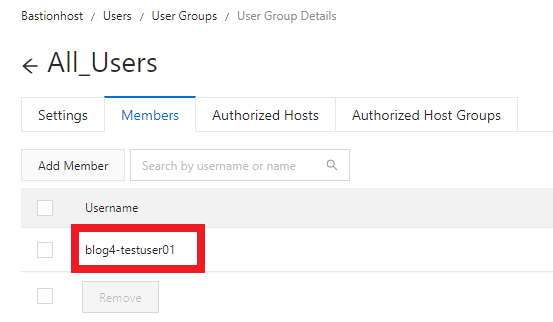 Bastionhost / Users / User Groups / User Group Details
← All_Users
Settings Members Authorized Hosts Authorized Host Groups
Add Member Search by username or name
Username
blog4-testuser01
Remove